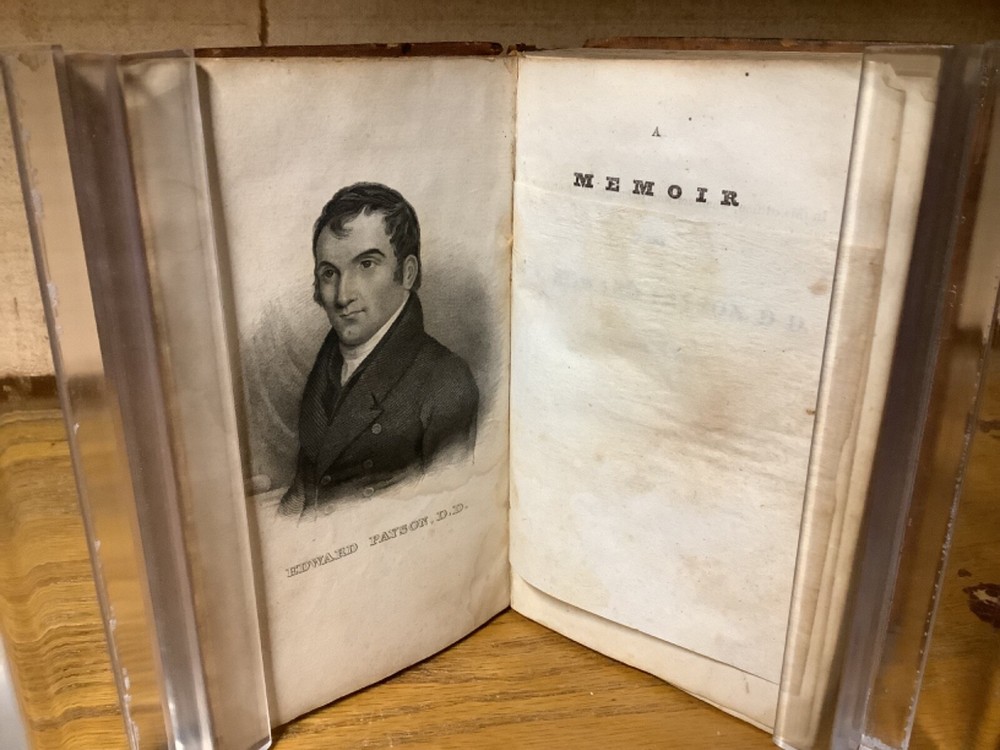 EDWARD PAYSON, D.D.
A
MEMOIR